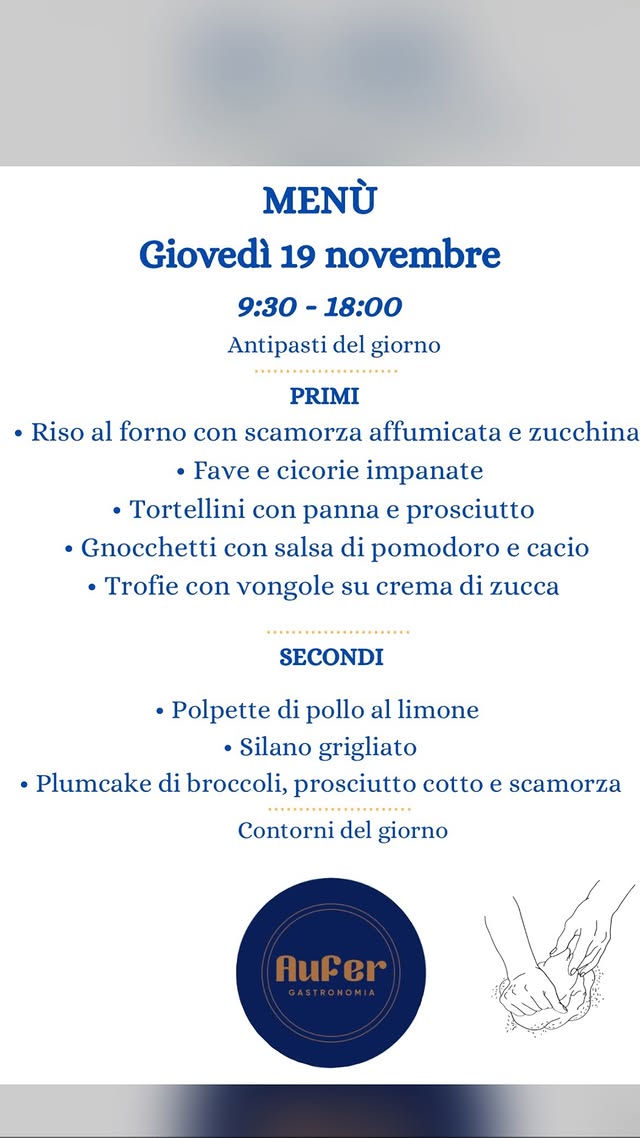 MENÙ
Giovedì 19 novembre
9:30 - 18:00
Antipasti del giorno
PRIMI
• Riso al forno con scamorza affumicata e zucchina
• Fave e cicorie impanate
• Tortellini con panna e prosciutto
• Gnocchetti con salsa di pomodoro e cacio
• Trofie con vongole su crema di zucca
SECONDI
• Polpette di pollo al limone
• Silano grigliato
• Plumcake di broccoli, prosciutto cotto e scamorza
Contorni del giorno
AuFer
GASTRONOMIA